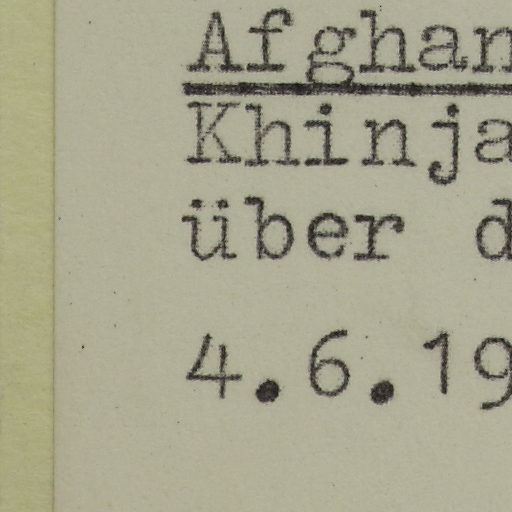 Afghan
Khinja
über d
4.6.19